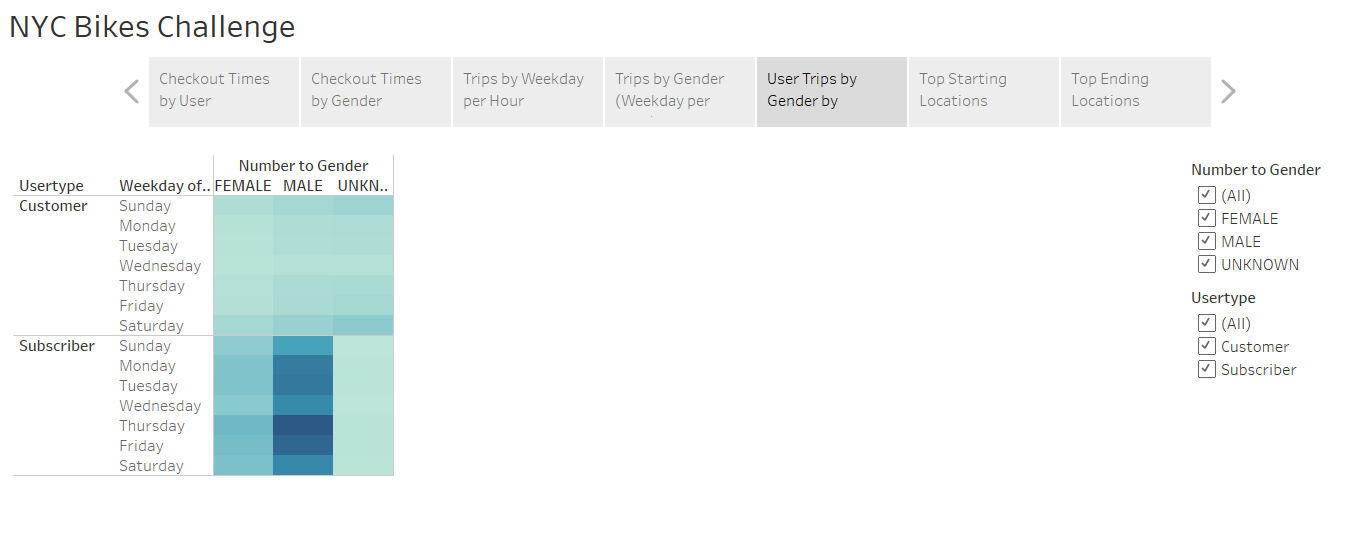 NYC Bikes Challenge
Checkout Times
by User
Checkout Times
by Gender
Trips by Weekday
per Hour
Trips by Gender
(Weekday per
User Trips by
Gender by
Top Starting
Locations
Top Ending
Locations
Number to Gender
Usertype Weekday of.. FEMALE MALE UNKN..
Customer Sunday
Monday
Tuesday
Wednesday
Thursday
Friday
Saturday
Subscriber Sunday
Monday
Tuesday
Wednesday
Thursday
Friday
Saturday
Number to Gender
(All)
FEMALE
MALE
UNKNOWN
Usertype
(All)
Customer
Subscriber